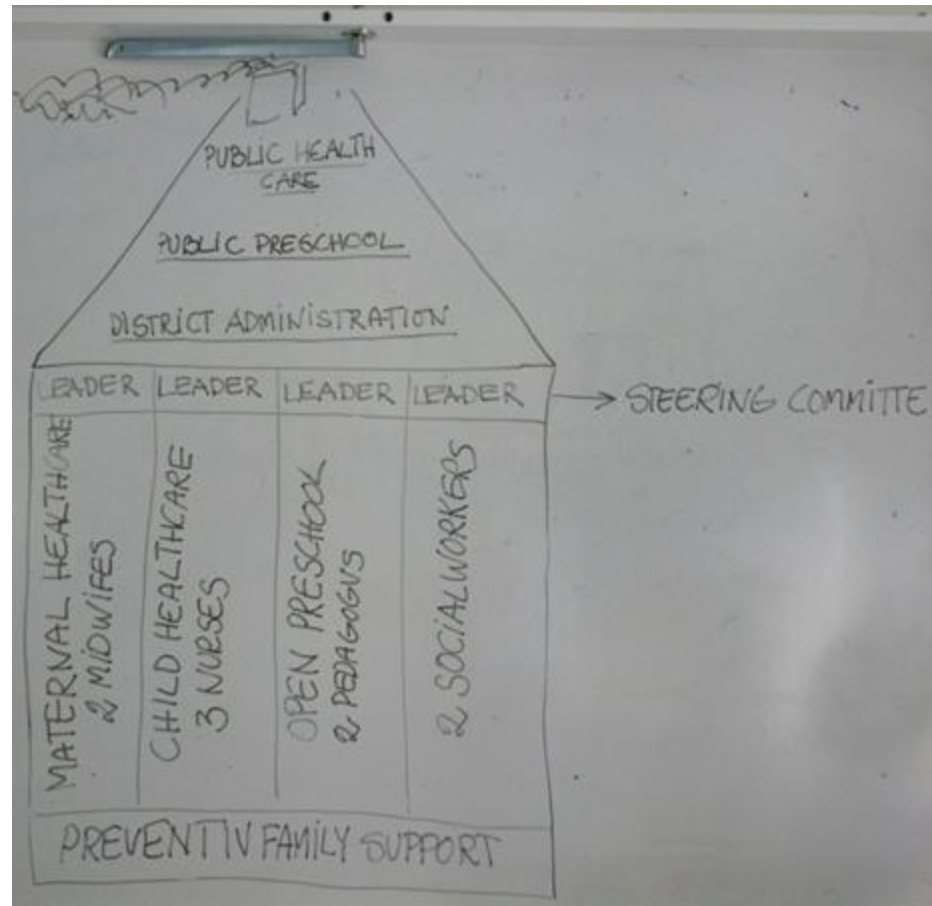 PUBLIC HEALTH
CARE
PUBLIC PRESCHOOL
DISTRICT ADMINISTRATION
LEADER LEADER LEADER LEADER
STEERING COMMITTE
MATERNAL HEALTHCARE
2 MIDWIFES
CHILD HEALTHCARE
3 NURSES
OPEN PRESCHOOL
2 PEDAGOGUS
2 SOCIALWORKERS
PREVENTIV FAMILY SUPPORT